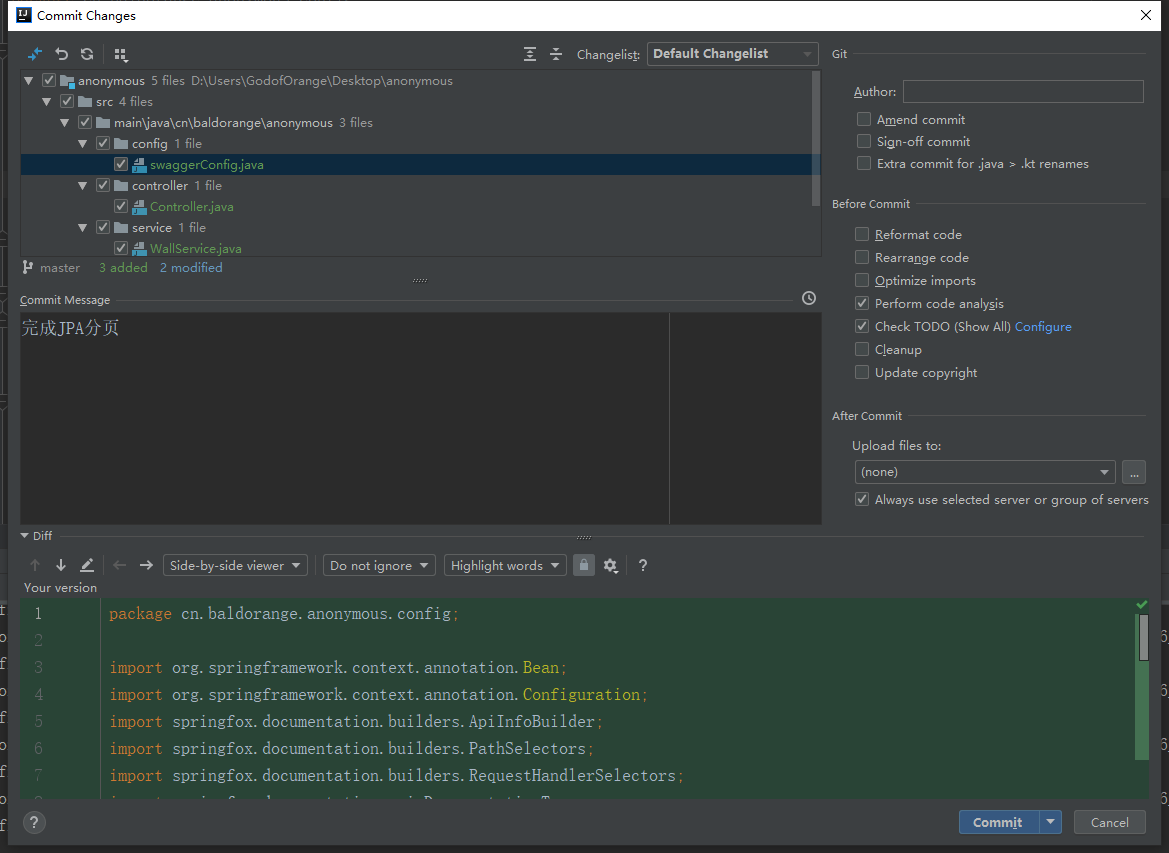 Commit Changes
Changelist: Default Changelist
anonymous 5 files D:\Users\GodofOrange\Desktop\anonymous
src 4 files
main\java\cn\baldorange\anonymous 3 files
config 1 file
swaggerConfig.java
controller 1 file
Controller.java
service 1 file
WallService.java
master 3 added 2 modified
Commit Message
完成JPA分页
Git
Author:
Amend commit
Sign-off commit
Extra commit for .java > .kt renames
Before Commit
Reformat code
Rearrange code
Optimize imports
Perform code analysis
Check TODO (Show All) Configure
Cleanup
Update copyright
After Commit
Upload files to:
(none) ...
Always use selected server or group of servers
Diff
Side-by-side viewer Do not ignore Highlight words ?
Your version
1 package cn.baldorange.anonymous.config;
2
3 import org.springframework.context.annotation.Bean;
4 import org.springframework.context.annotation.Configuration;
5 import springfox.documentation.builders.ApiInfoBuilder;
6 import springfox.documentation.builders.PathSelectors;
7 import springfox.documentation.builders.RequestHandlerSelectors;
? Commit Cancel